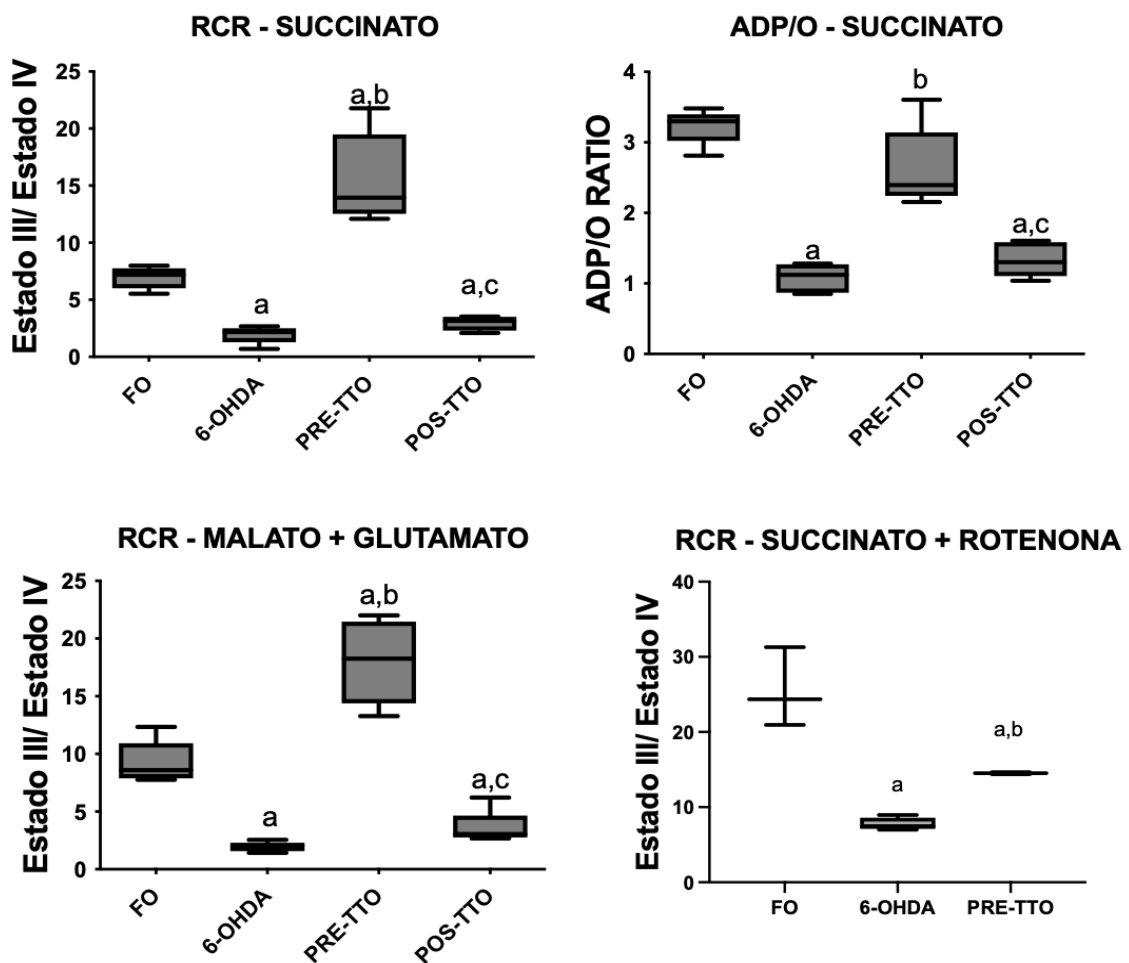 RCR - SUCCINATO
Estado III/ Estado IV
25
20
15
10
5
0
a
a,b
a,c
FO
6-OHDA
PRE-TTO
POS-TTO
ADP/O - SUCCINATO
ADP/O RATIO
4
3
2
1
0
a
b
a,c
FO
6-OHDA
PRE-TTO
POS-TTO
RCR - MALATO + GLUTAMATO
Estado III/ Estado IV
25
20
15
10
5
0
a
a,b
a,c
FO
6-OHDA
PRE-TTO
POS-TTO
RCR - SUCCINATO + ROTENONA
Estado III/ Estado IV
40
30
20
10
0
a
a,b
FO
6-OHDA
PRE-TTO